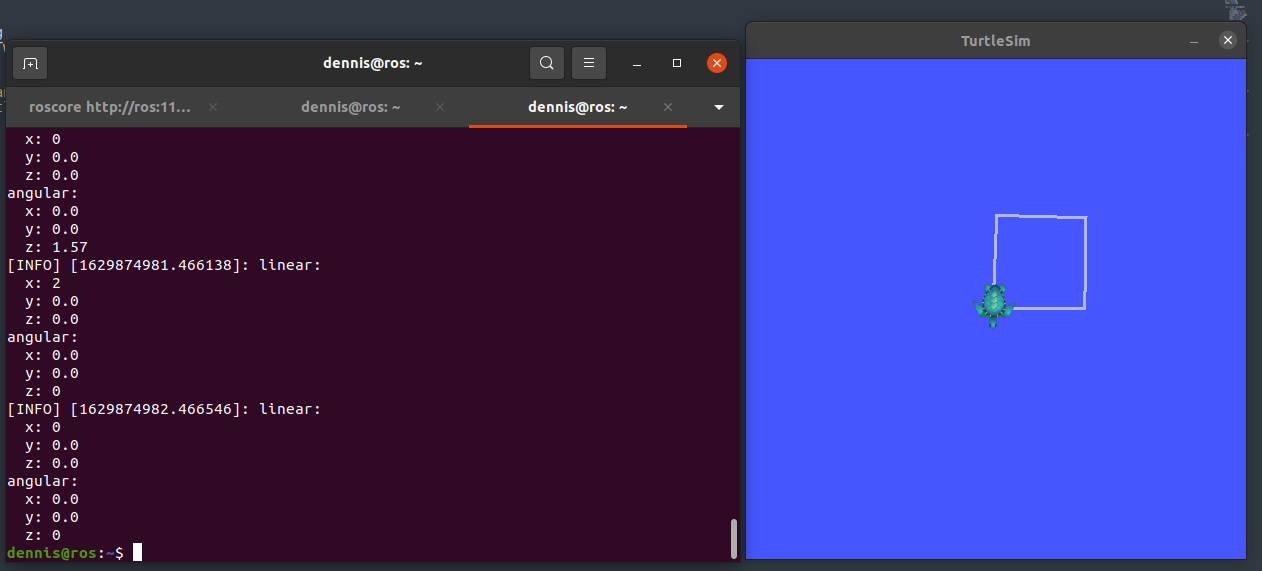 dennis@ros: ~
roscore http://ros:11...
dennis@ros: ~
dennis@ros: ~
x: 0
y: 0.0
z: 0.0
angular:
x: 0.0
y: 0.0
z: 1.57
[INFO] [1629874981.466138]: linear:
x: 2
y: 0.0
z: 0.0
angular:
x: 0.0
y: 0.0
z: 0
[INFO] [1629874982.466546]: linear:
x: 0
y: 0.0
z: 0.0
angular:
x: 0.0
y: 0.0
z: 0
dennis@ros:~$
TurtleSim